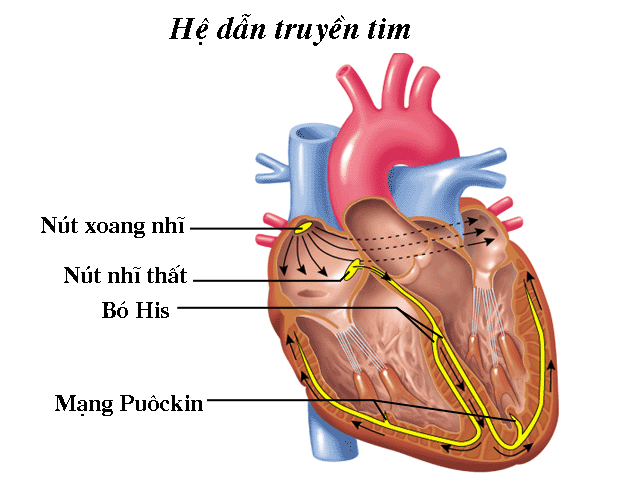 Hệ dẫn truyền tim
Nút xoang nhĩ
Nút nhĩ thất
Bó His
Mạng Puôckin